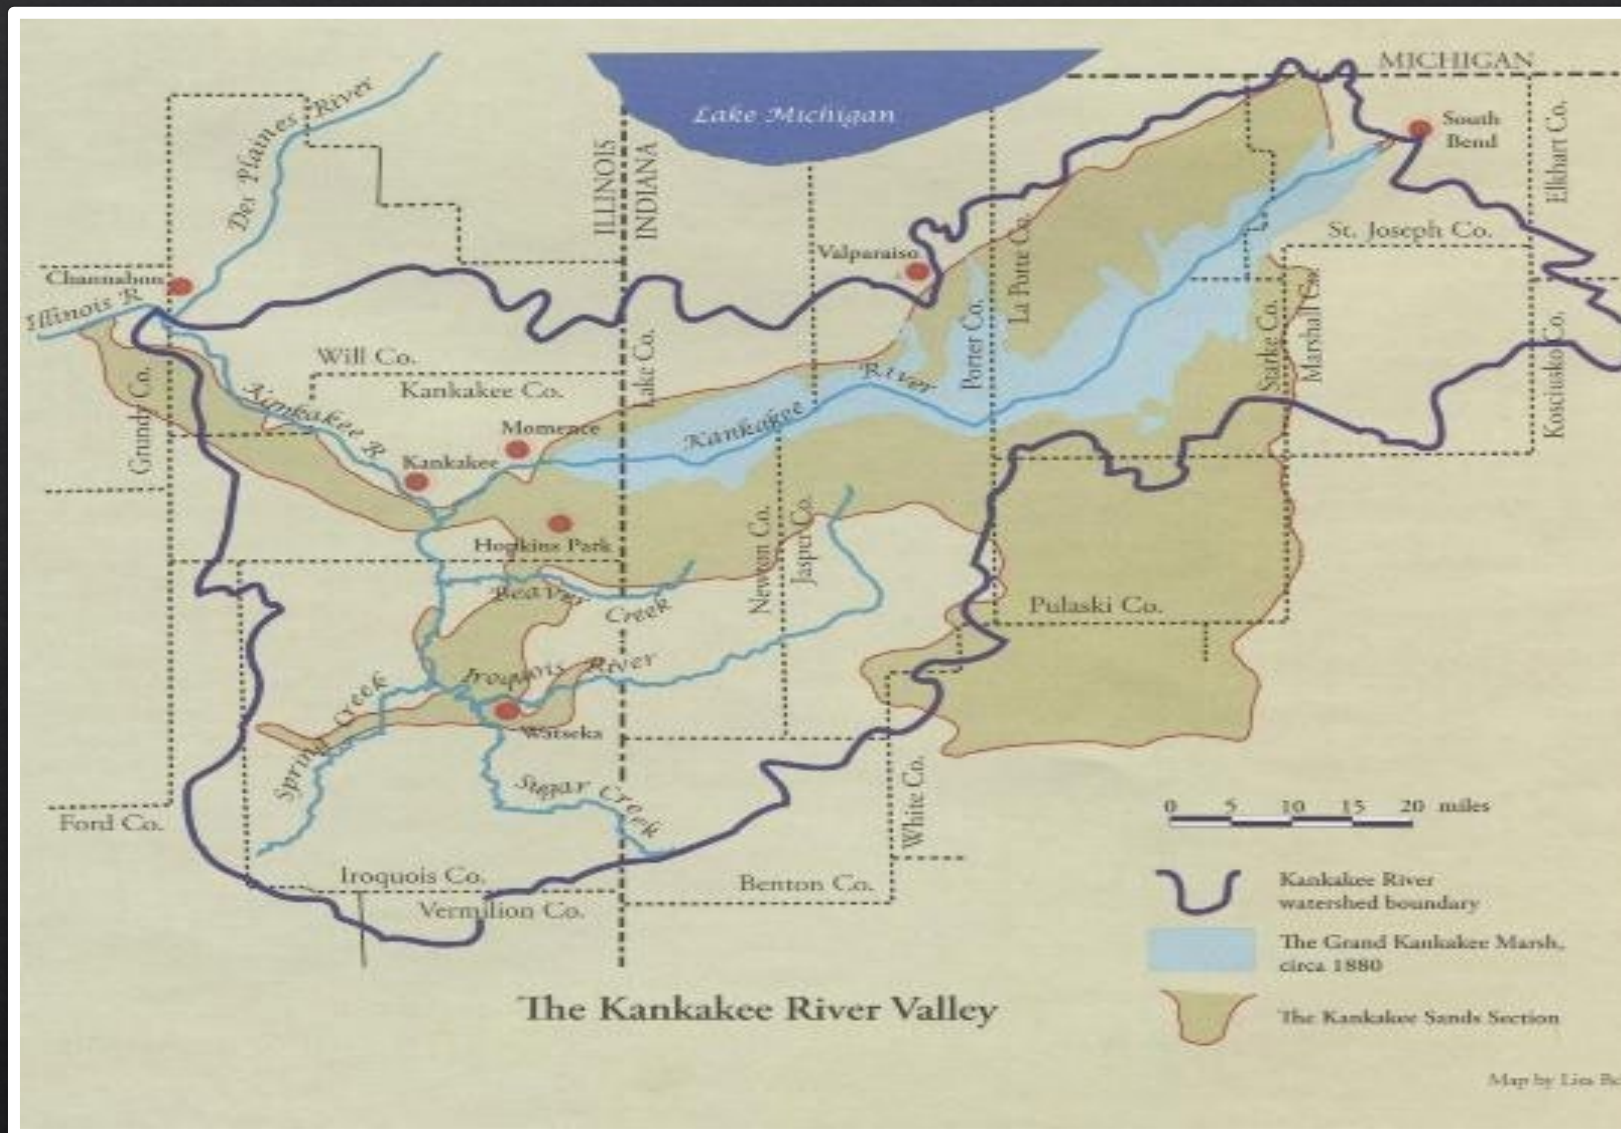 MICHIGAN
Des Plaines River
Lake Michigan
South
Bend
Elkhart Co.
ILLINOIS
INDIANA
St. Joseph Co.
Valparaiso
Channahon
Illinois R.
La Porte Co.
Porter Co.
Starke Co.
Marshall Co.
Kosciusko Co.
Will Co.
Kankakee Co.
Lake Co.
Grundy Co.
Kankakee R.
Kankakee River
Momence
Kankakee
Hopkins Park
Newton Co.
Jasper Co.
Beaver Creek
Pulaski Co.
Iroquois River
Spring Creek
Watseka
Sugar Creek
White Co.
Ford Co.
Iroquois Co.
Benton Co.
Vermilion Co.
0 5 10 15 20 miles
Kankakee River
watershed boundary
The Grand Kankakee Marsh,
circa 1880
The Kankakee Sands Section
The Kankakee River Valley
Map by